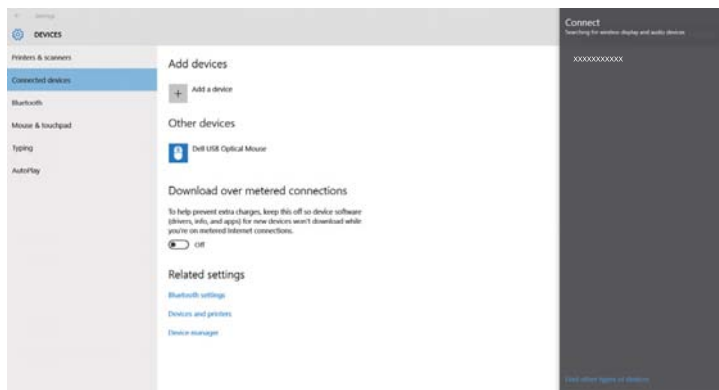 Settings
DEVICES
Printers & scanners
Connected devices
Bluetooth
Mouse & touchpad
Typing
AutoPlay
Add devices
Add a device
Other devices
Dell USB Optical Mouse
Download over metered connections
To help prevent extra charges, keep this off so device software
(drivers, info, and apps) for new devices won't download while
you're on metered Internet connections.
Off
Related settings
Bluetooth settings
Devices and printers
Device manager
Connect
Searching for wireless display and audio devices
XXXXXXXXXXX
Find other types of devices